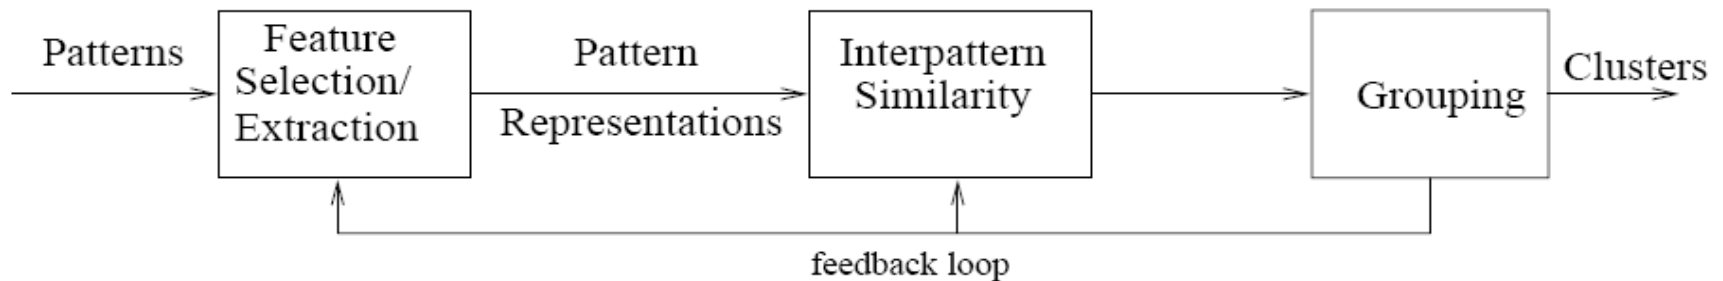 Patterns
Feature
Selection/
Extraction
Pattern
Representations
Interpattern
Similarity
Grouping
Clusters
feedback loop